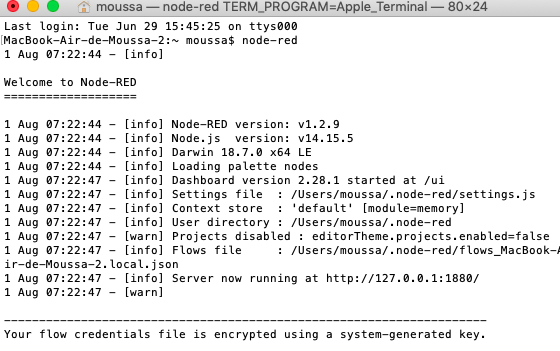 moussa — node-red TERM_PROGRAM=Apple_Terminal — 80×24
Last login: Tue Jun 29 15:45:25 on ttys000
[MacBook-Air-de-Moussa-2:~ moussa$ node-red
1 Aug 07:22:44 - [info]
Welcome to Node-RED
===================
1 Aug 07:22:44 - [info] Node-RED version: v1.2.9
1 Aug 07:22:44 - [info] Node.js  version: v14.15.5
1 Aug 07:22:44 - [info] Darwin 18.7.0 x64 LE
1 Aug 07:22:44 - [info] Loading palette nodes
1 Aug 07:22:47 - [info] Dashboard version 2.28.1 started at /ui
1 Aug 07:22:47 - [info] Settings file  : /Users/moussa/.node-red/settings.js
1 Aug 07:22:47 - [info] Context store  : 'default' [module=memory]
1 Aug 07:22:47 - [info] User directory : /Users/moussa/.node-red
1 Aug 07:22:47 - [warn] Projects disabled : editorTheme.projects.enabled=false
1 Aug 07:22:47 - [info] Flows file     : /Users/moussa/.node-red/flows_MacBook-A
ir-de-Moussa-2.local.json
1 Aug 07:22:47 - [info] Server now running at http://127.0.0.1:1880/
1 Aug 07:22:47 - [warn]
---------------------------------------------------------------------
Your flow credentials file is encrypted using a system-generated key.